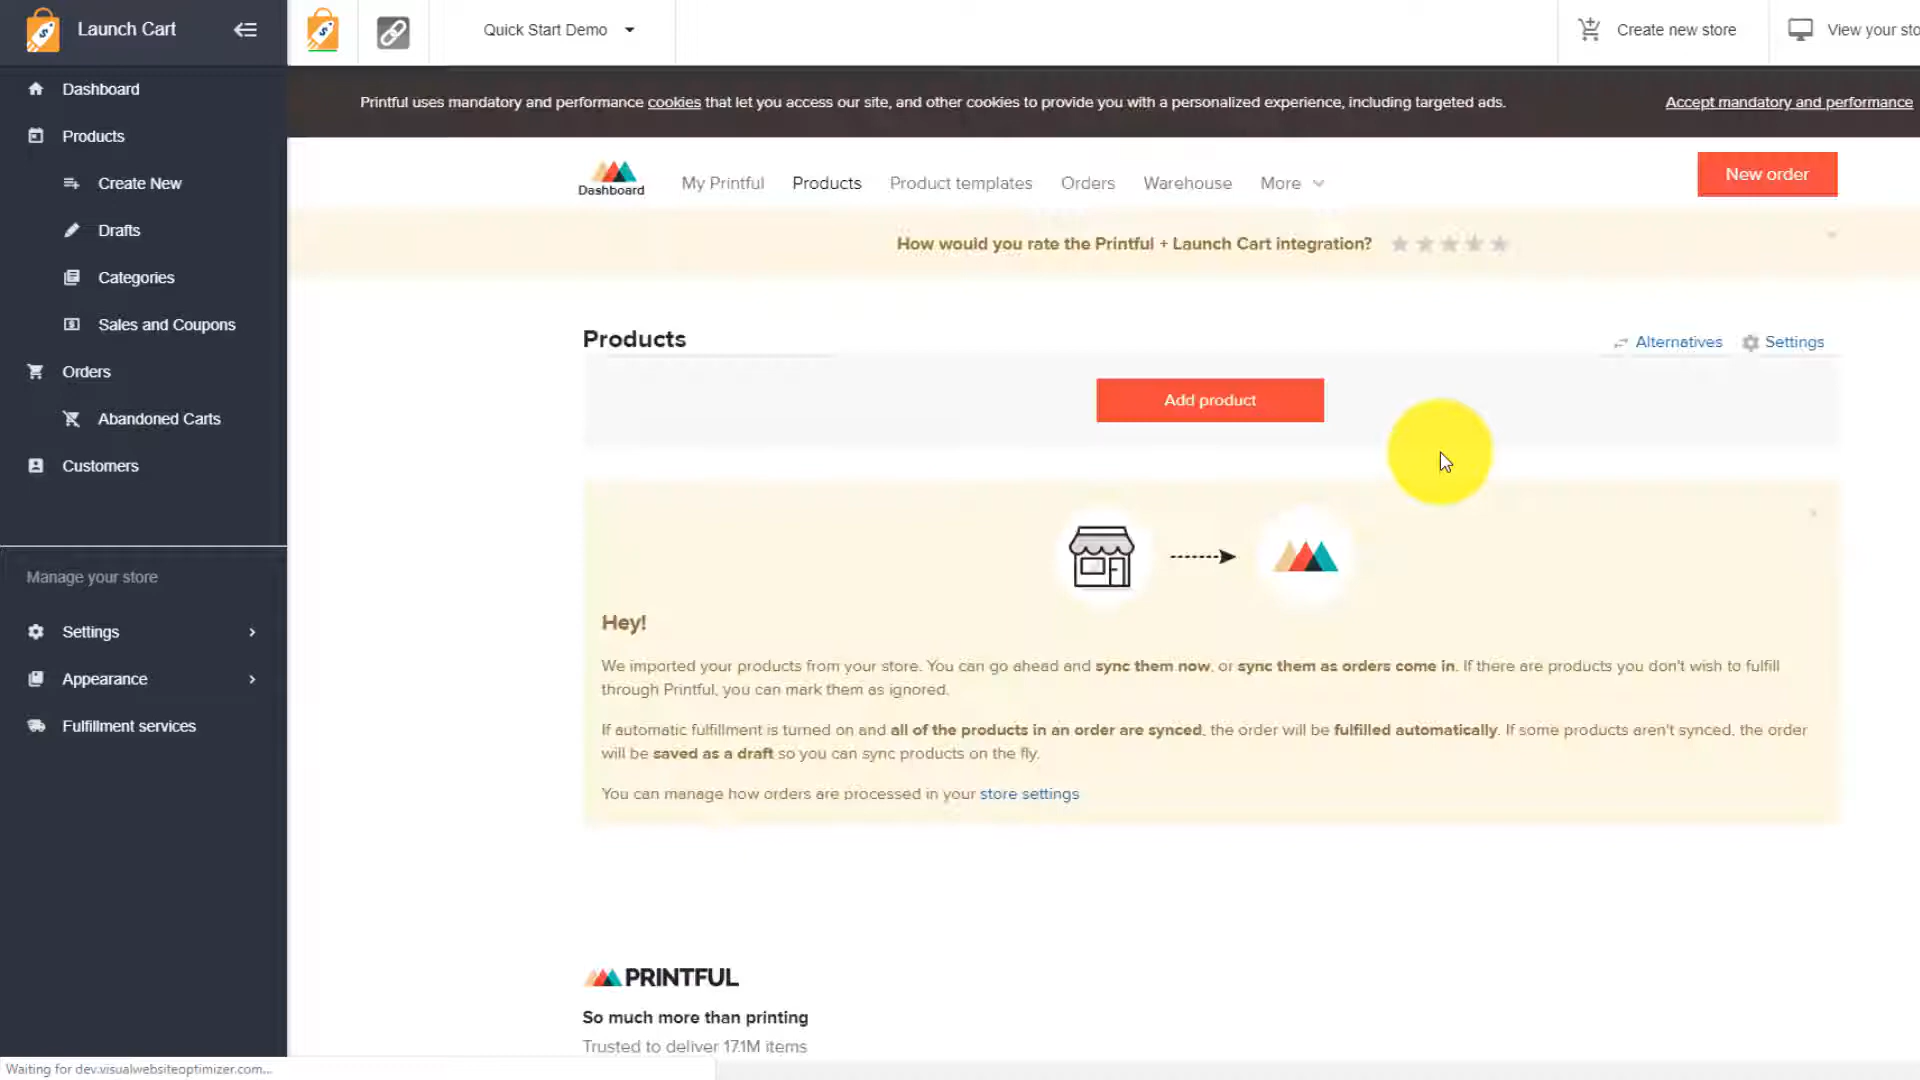 Launch Cart
Quick Start Demo
Create new store
View your sto
Dashboard
Products
Create New
Drafts
Categories
Sales and Coupons
Orders
Abandoned Carts
Customers
Manage your store
Settings
Appearance
Fulfillment services
Printful uses mandatory and performance cookies that let you access our site, and other cookies to provide you with a personalized experience, including targeted ads.
Accept mandatory and performance
Dashboard
My Printful
Products
Product templates
Orders
Warehouse
More
New order
How would you rate the Printful + Launch Cart integration?
Products
Alternatives
Settings
Add product
Hey!
We imported your products from your store. You can go ahead and sync them now, or sync them as orders come in. If there are products you don't wish to fulfill
through Printful, you can mark them as ignored.
If automatic fulfillment is turned on and all of the products in an order are synced, the order will be fulfilled automatically. If some products aren't synced, the order
will be saved as a draft so you can sync products on the fly.
You can manage how orders are processed in your store settings
PRINTFUL
So much more than printing
Trusted to deliver 17.1M items
Waiting for dev.visualwebsiteoptimizer.com...